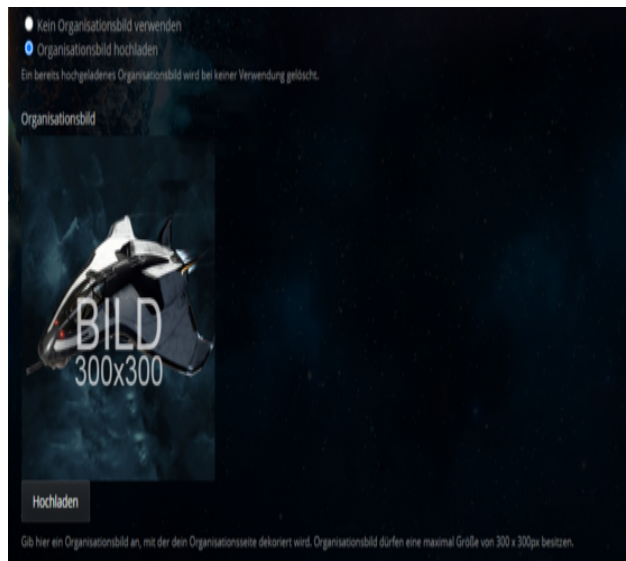 Kein Organisationsbild verwenden
Organisationsbild hochladen
Ein bereits hochgeladenes Organisationsbild wird bei keiner Verwendung gelöscht.
Organisationsbild
BILD
300x300
Hochladen
Gib hier ein Organisationsbild an, mit der dein Organisationsseite dekoriert wird. Organisationsbild dürfen eine maximal Größe von 300 x 300px besitzen.